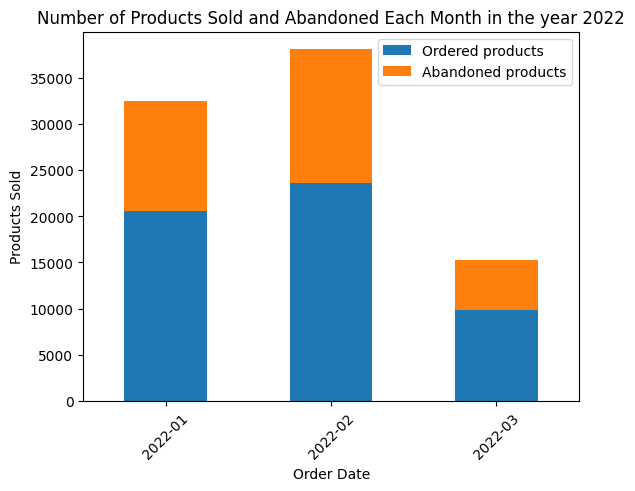 Number of Products Sold and Abandoned Each Month in the year 2022
Ordered products
Abandoned products
35000
30000
25000
20000
15000
10000
5000
0
Products Sold
2022-01
2022-02
2022-03
Order Date